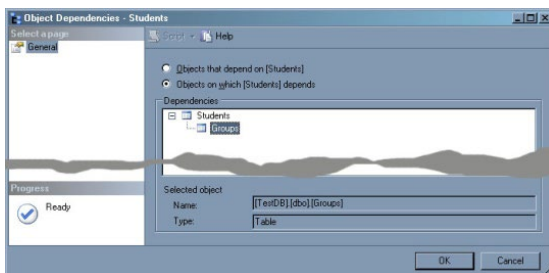 Object Dependencies - Students
Select a page
General
Script
Help
Objects that depend on [Students]
Objects on which [Students] depends
Dependencies
Students
Groups
Progress
Ready
Selected object
Name:
[TestDB].[dbo].[Groups]
Type:
Table
OK
Cancel